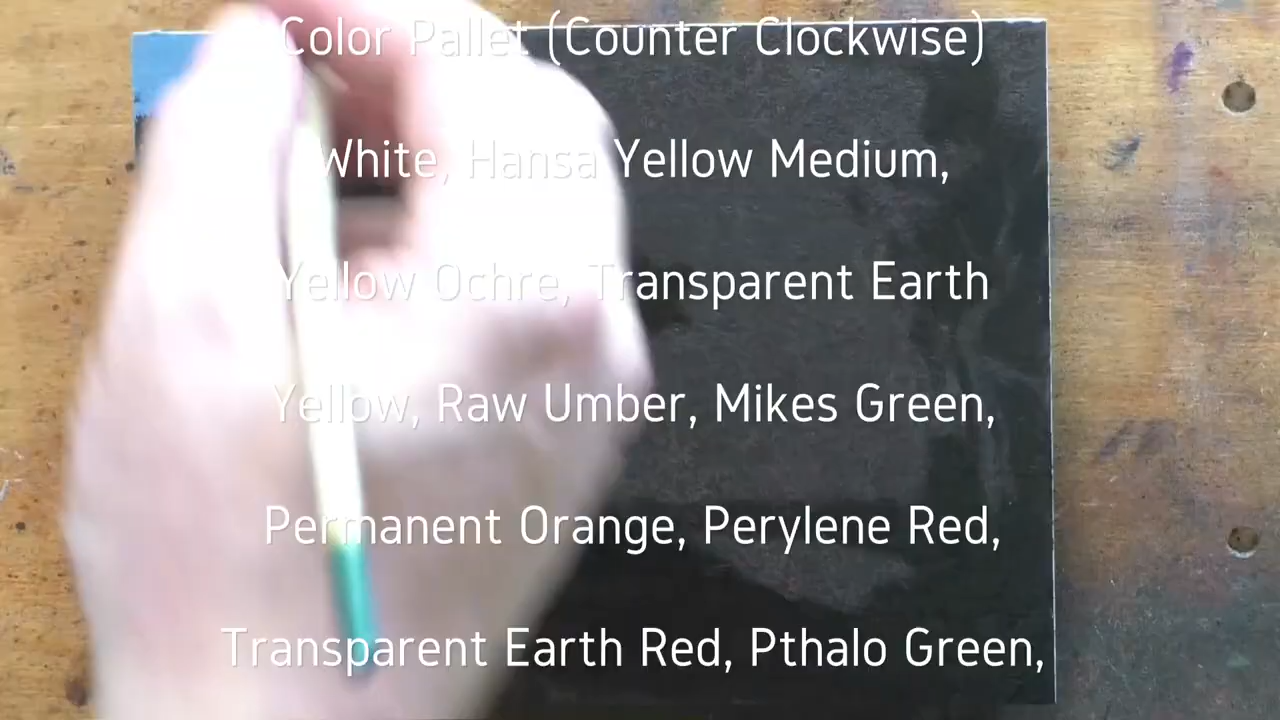 Color Pallet (Counter Clockwise)
White, Hansa Yellow Medium,
Yellow Ochre, Transparent Earth
Yellow, Raw Umber, Mikes Green,
Permanent Orange, Perylene Red,
Transparent Earth Red, Pthalo Green,